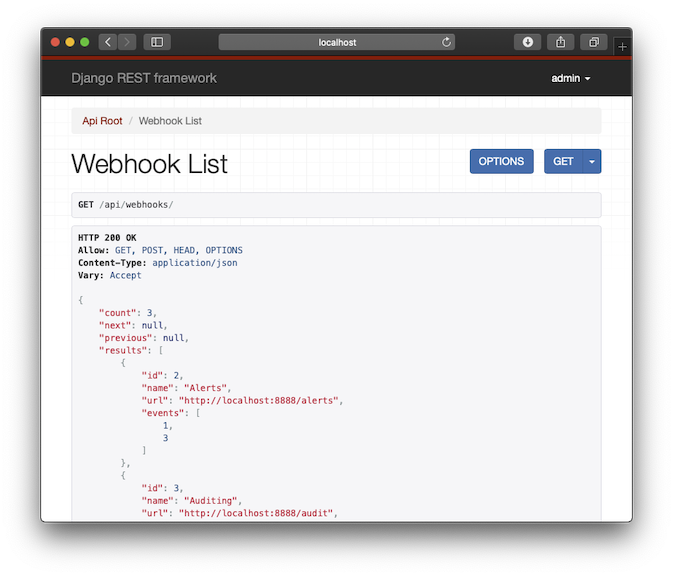 localhost
Django REST framework
admin
Api Root / Webhook List
Webhook List
OPTIONS
GET
GET /api/webhooks/
HTTP 200 OK
Allow: GET, POST, HEAD, OPTIONS
Content-Type: application/json
Vary: Accept
{
"count": 3,
"next": null,
"previous": null,
"results": [
{
"id": 2,
"name": "Alerts",
"url": "http://localhost:8888/alerts",
"events": [
1,
3
]
},
{
"id": 3,
"name": "Auditing",
"url": "http://localhost:8888/audit",